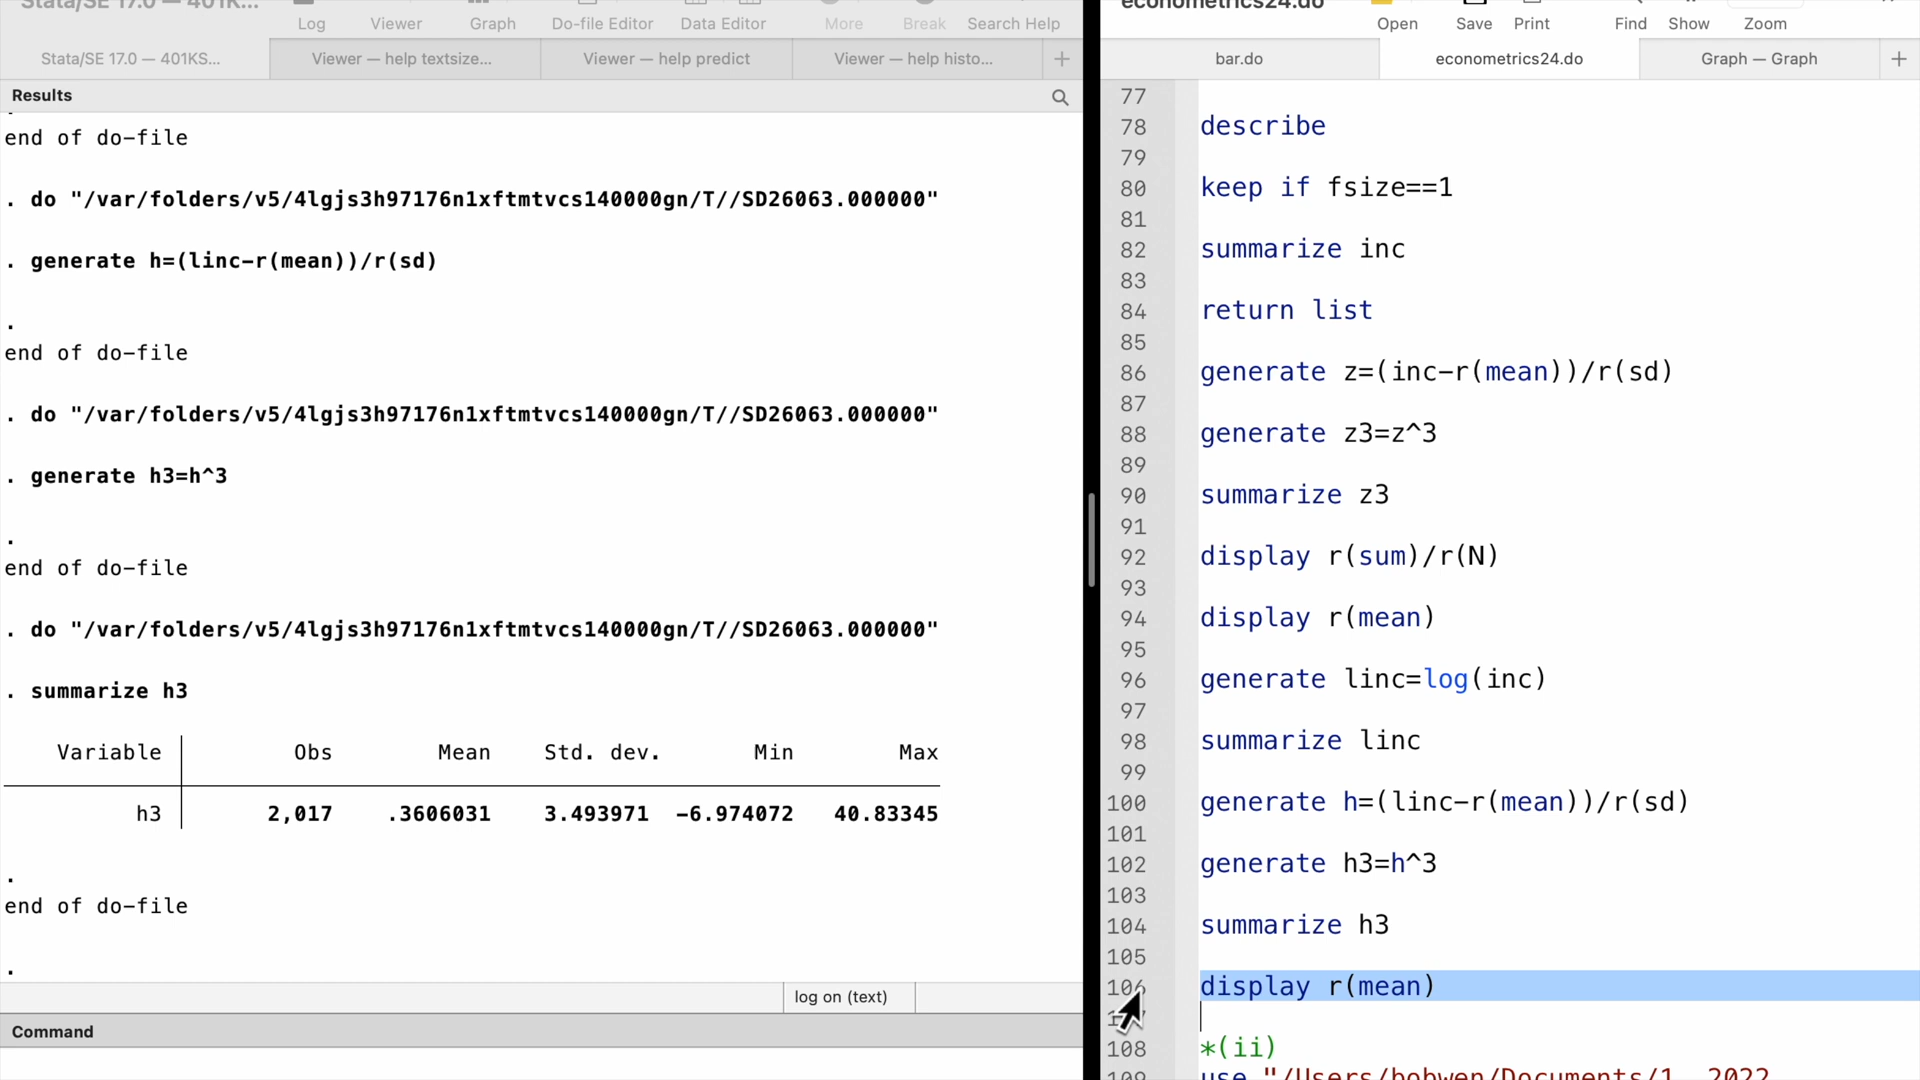 Stata/SE 17.0 — 401K...
Log Viewer Graph Do-file Editor Data Editor More Break Search Help
Stata/SE 17.0 — 401KS... Viewer — help textsize... Viewer — help predict Viewer — help histo... +
Results
.
end of do-file
. do "/var/folders/v5/4lgjs3h97176n1xftmtvcs140000gn/T//SD26063.000000"
. generate h=(linc-r(mean))/r(sd)
.
end of do-file
. do "/var/folders/v5/4lgjs3h97176n1xftmtvcs140000gn/T//SD26063.000000"
. generate h3=h^3
.
end of do-file
. do "/var/folders/v5/4lgjs3h97176n1xftmtvcs140000gn/T//SD26063.000000"
. summarize h3
Variable Obs Mean Std. dev. Min Max
h3 2,017 .3606031 3.493971 -6.974072 40.83345
.
end of do-file
.
log on (text)
Command
econometrics24.do
Open Save Print Find Show Zoom
bar.do econometrics24.do Graph — Graph +
77
78 describe
79
80 keep if fsize==1
81
82 summarize inc
83
84 return list
85
86 generate z=(inc-r(mean))/r(sd)
87
88 generate z3=z^3
89
90 summarize z3
91
92 display r(sum)/r(N)
93
94 display r(mean)
95
96 generate linc=log(inc)
97
98 summarize linc
99
100 generate h=(linc-r(mean))/r(sd)
101
102 generate h3=h^3
103
104 summarize h3
105
106 display r(mean)
108 *(ii)
109 use "/Users/bobwen/Documents/1. 2022